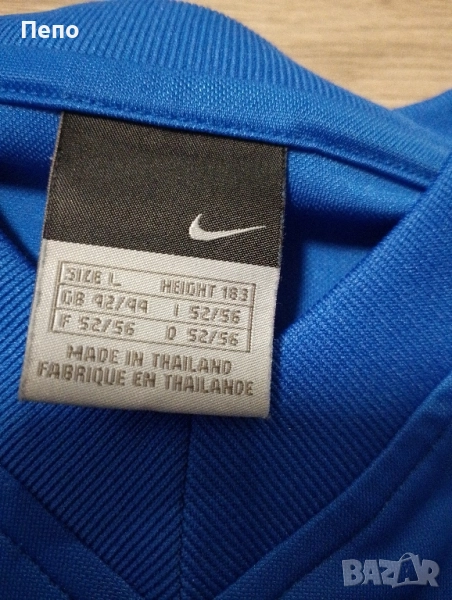 Пепо
SIZE L HEIGHT 183
GB 42/44 I 52/56
F 52/56 D 52/56
MADE IN THAILAND
FABRIQUE EN THAILANDE
BAZAR